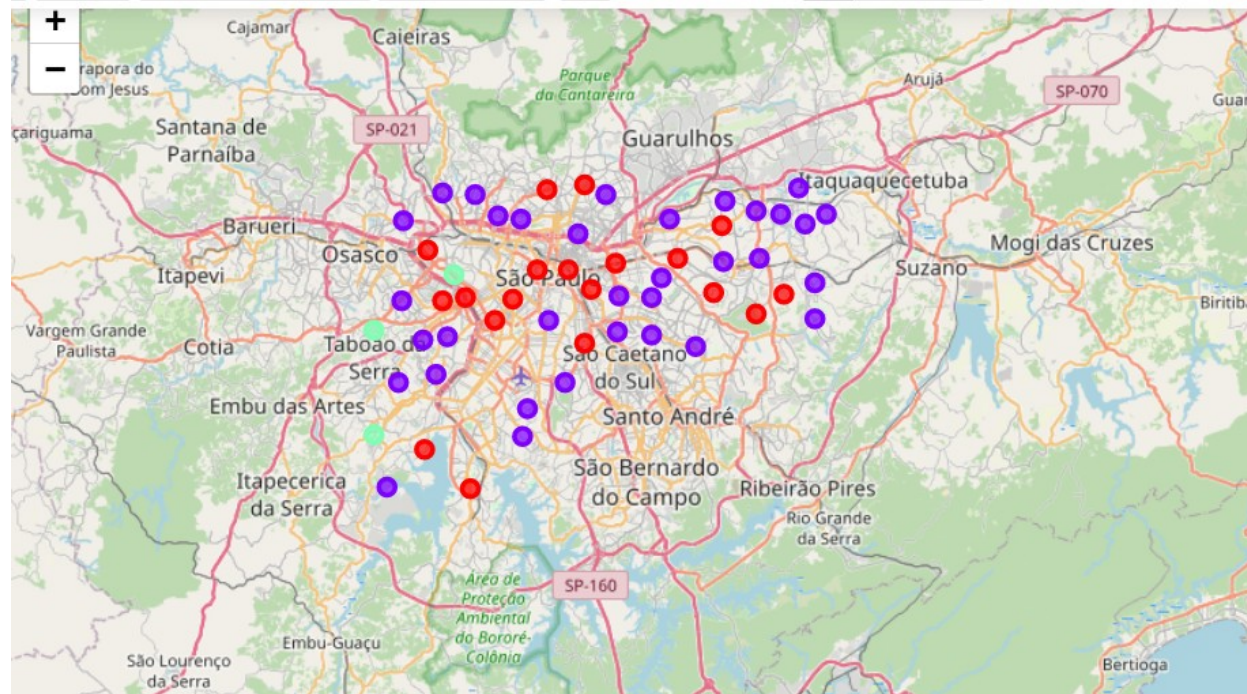 +
−
Cajamar
Caieiras
rapora do
om Jesus
Parque
da Cantareira
Arujá
SP-070
Guar
çariguama
Santana de
Parnaíba
SP-021
Guarulhos
Itaquaquecetuba
Barueri
Osasco
Itapevi
São Paulo
Mogi das Cruzes
Suzano
Biritib
Vargem Grande
Paulista
Cotia
Taboão da
Serra
São Caetano
do Sul
Embu das Artes
Santo André
Itapecerica
da Serra
São Bernardo
do Campo
Ribeirão Pires
Rio Grande
da Serra
SP-160
Área de
Proteção
Ambiental
do Bororé-
Colônia
Embu-Guaçu
São Lourenço
da Serra
Bertioga